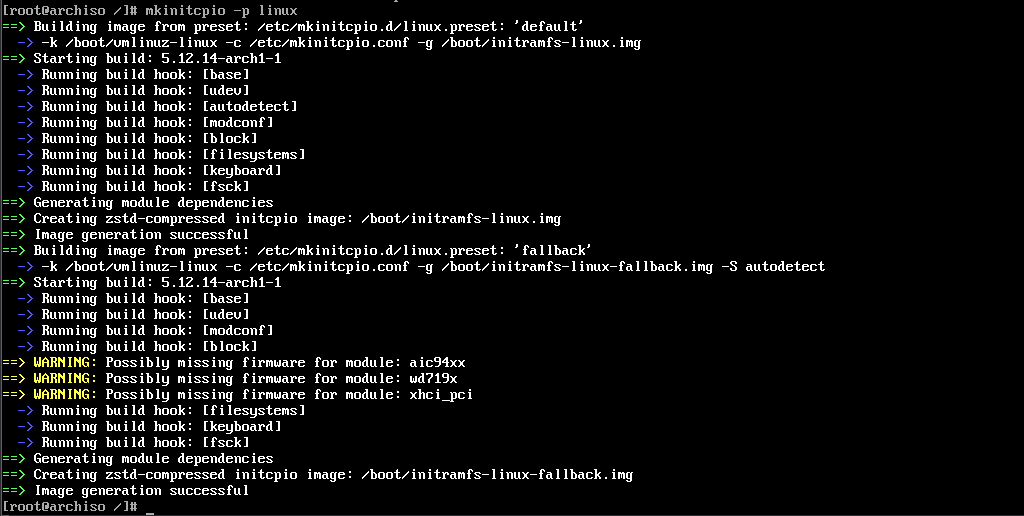 [root@archiso /]# mkinitcpio -p linux
==> Building image from preset: /etc/mkinitcpio.d/linux.preset: 'default'
  -> -k /boot/vmlinuz-linux -c /etc/mkinitcpio.conf -g /boot/initramfs-linux.img
==> Starting build: 5.12.14-arch1-1
  -> Running build hook: [base]
  -> Running build hook: [udev]
  -> Running build hook: [autodetect]
  -> Running build hook: [modconf]
  -> Running build hook: [block]
  -> Running build hook: [filesystems]
  -> Running build hook: [keyboard]
  -> Running build hook: [fsck]
==> Generating module dependencies
==> Creating zstd-compressed initcpio image: /boot/initramfs-linux.img
==> Image generation successful
==> Building image from preset: /etc/mkinitcpio.d/linux.preset: 'fallback'
  -> -k /boot/vmlinuz-linux -c /etc/mkinitcpio.conf -g /boot/initramfs-linux-fallback.img -S autodetect
==> Starting build: 5.12.14-arch1-1
  -> Running build hook: [base]
  -> Running build hook: [udev]
  -> Running build hook: [modconf]
  -> Running build hook: [block]
==> WARNING: Possibly missing firmware for module: aic94xx
==> WARNING: Possibly missing firmware for module: wd719x
==> WARNING: Possibly missing firmware for module: xhci_pci
  -> Running build hook: [filesystems]
  -> Running build hook: [keyboard]
  -> Running build hook: [fsck]
==> Generating module dependencies
==> Creating zstd-compressed initcpio image: /boot/initramfs-linux-fallback.img
==> Image generation successful
[root@archiso /]# _